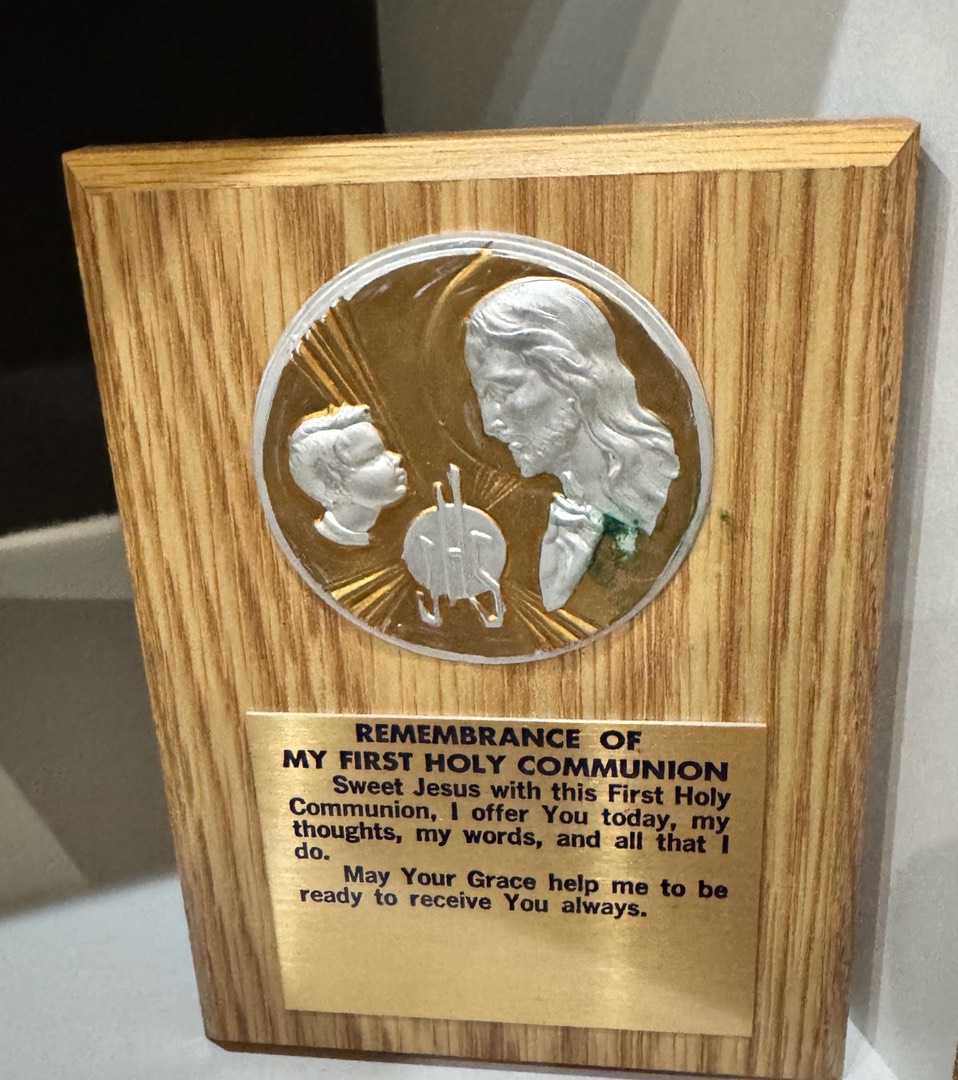 REMEMBRANCE OF
MY FIRST HOLY COMMUNION
Sweet Jesus with this First Holy
Communion, I offer You today, my
thoughts, my words, and all that I
do.
May Your Grace help me to be
ready to receive You always.